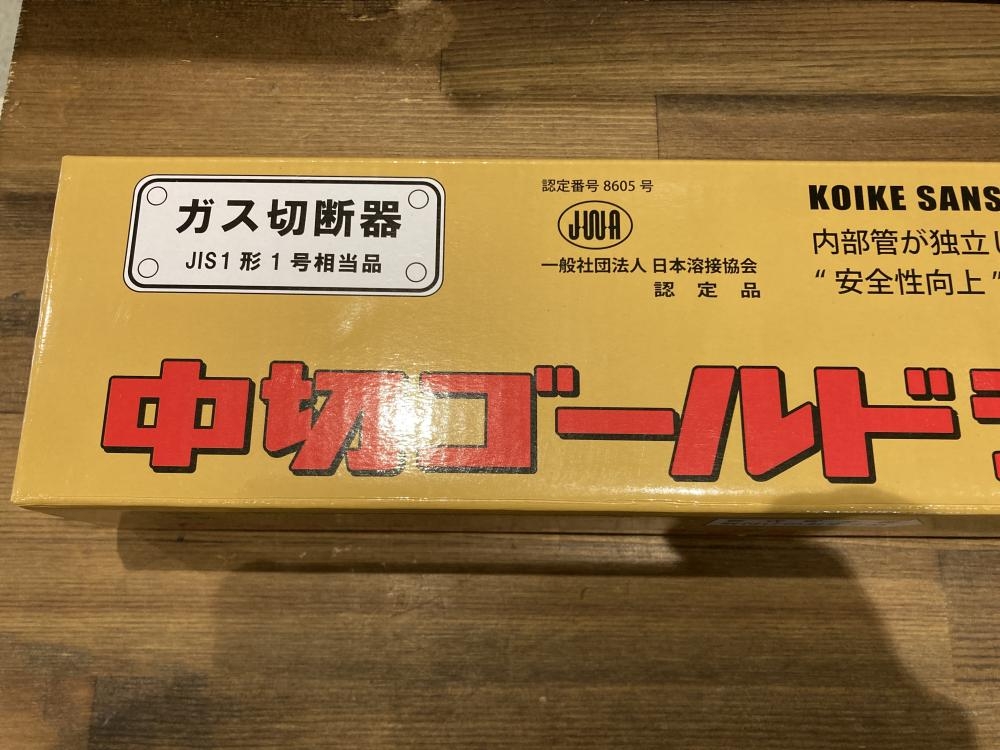 ガス切断器
JIS1形1号相当品
認定番号 8605 号
JWA
一般社団法人 日本溶接協会
認定品
KOIKE SANS
内部管が独立し
“安全性向上”
中切ゴールド